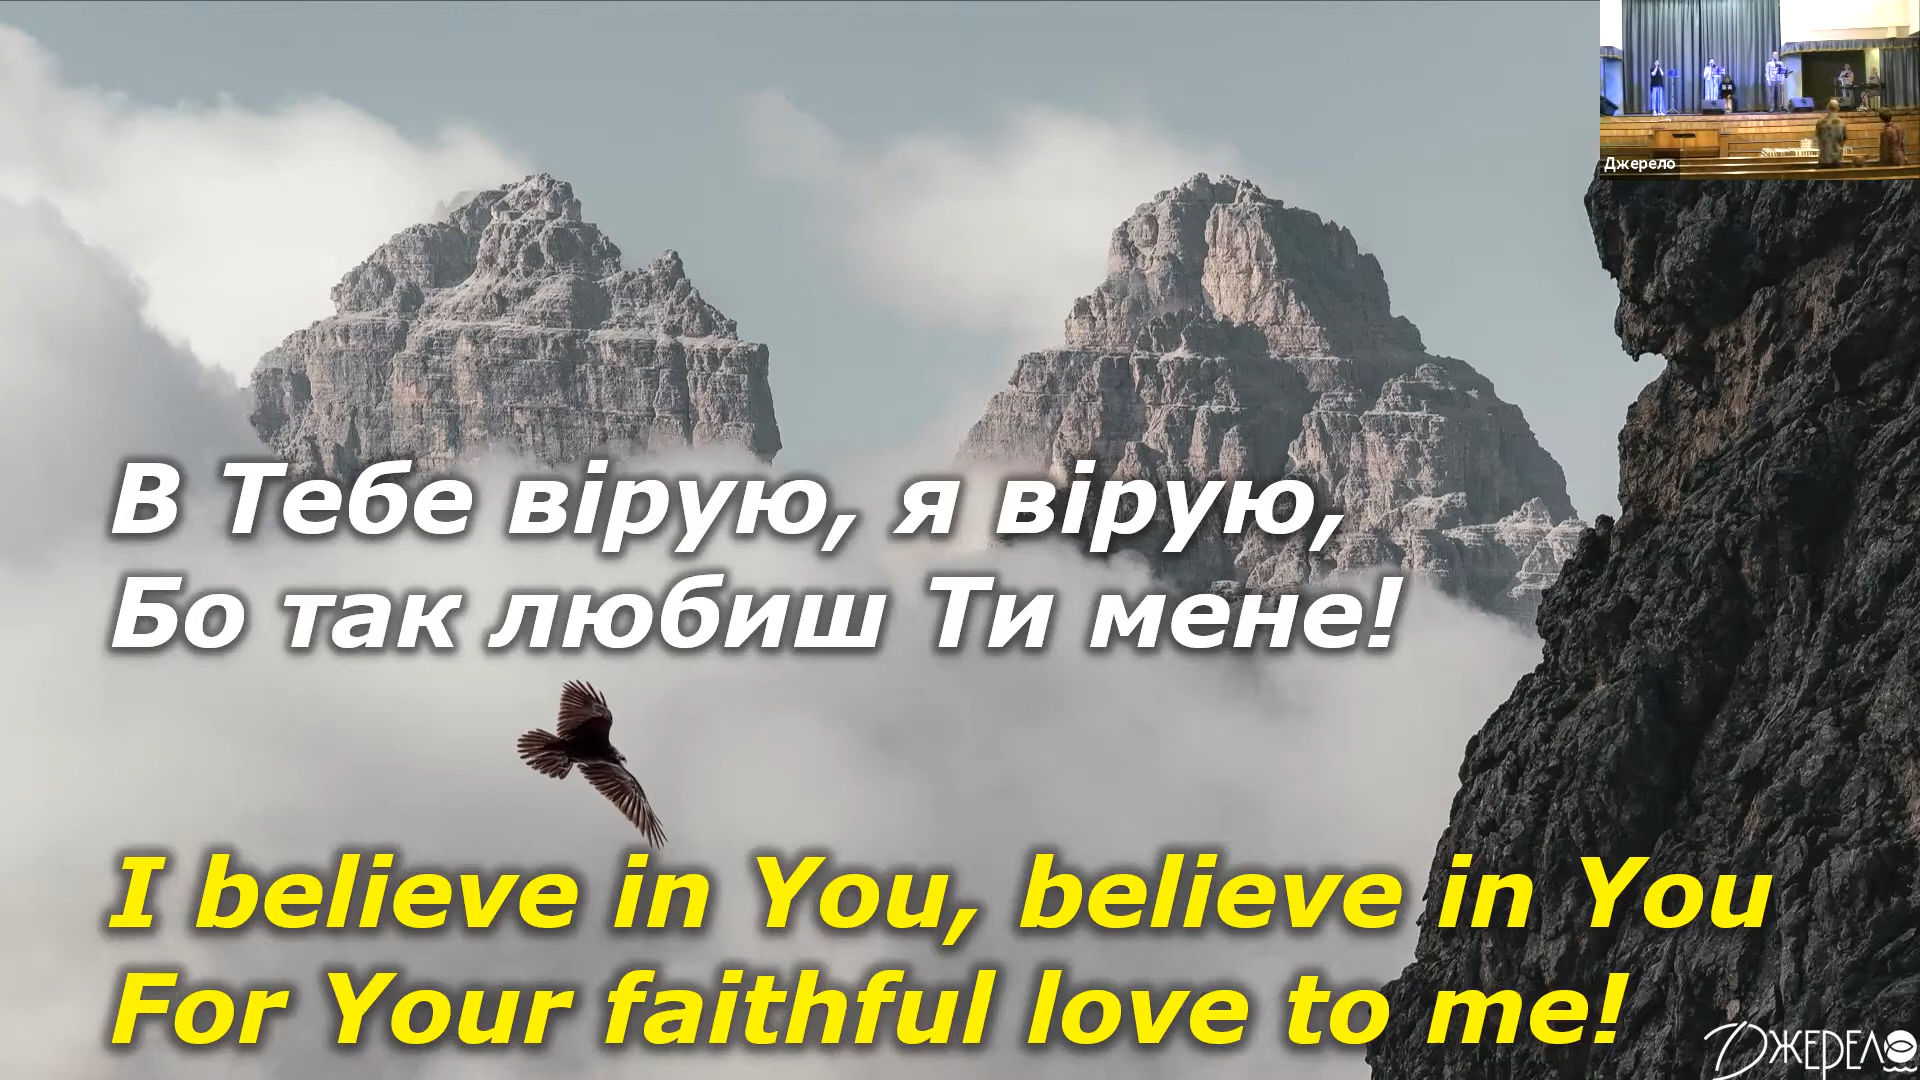 Джерело
В Тебе вірую, я вірую,
Бо так любиш Ти мене!
I believe in You, believe in You
For Your faithful love to me!
Джерело